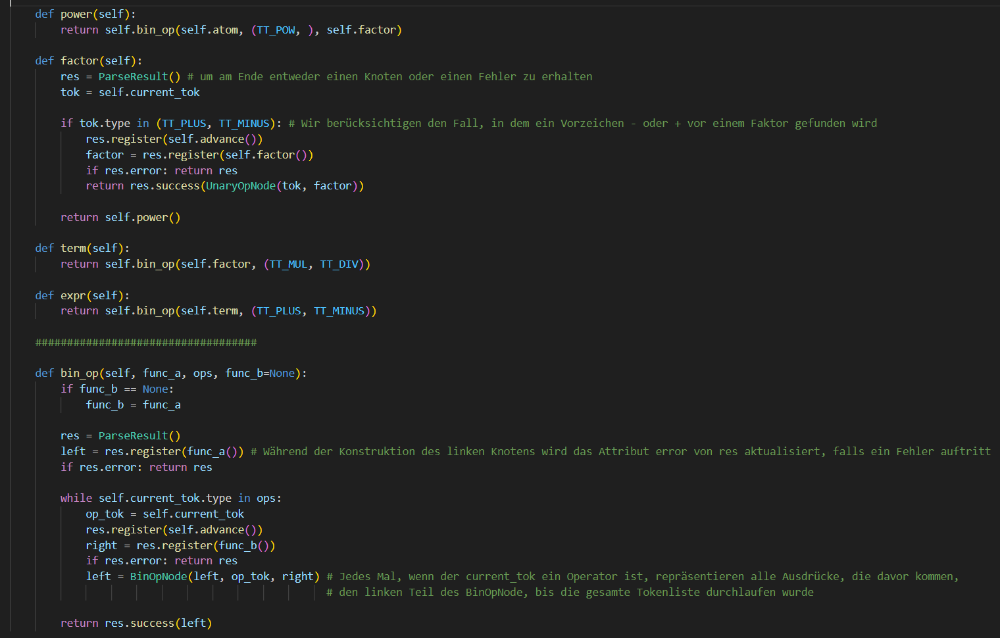 def power(self):
    return self.bin_op(self.atom, (TT_POW, ), self.factor)

def factor(self):
    res = ParseResult() # um am Ende entweder einen Knoten oder einen Fehler zu erhalten
    tok = self.current_tok

    if tok.type in (TT_PLUS, TT_MINUS): # Wir berücksichtigen den Fall, in dem ein Vorzeichen - oder + vor einem Faktor gefunden wird
        res.register(self.advance())
        factor = res.register(self.factor())
        if res.error: return res
        return res.success(UnaryOpNode(tok, factor))

    return self.power()

def term(self):
    return self.bin_op(self.factor, (TT_MUL, TT_DIV))

def expr(self):
    return self.bin_op(self.term, (TT_PLUS, TT_MINUS))

###################################

def bin_op(self, func_a, ops, func_b=None):
    if func_b == None:
        func_b = func_a

    res = ParseResult()
    left = res.register(func_a()) # Während der Konstruktion des linken Knotens wird das Attribut error von res aktualisiert, falls ein Fehler auftritt
    if res.error: return res

    while self.current_tok.type in ops:
        op_tok = self.current_tok
        res.register(self.advance())
        right = res.register(func_b())
        if res.error: return res
        left = BinOpNode(left, op_tok, right) # Jedes Mal, wenn der current_tok ein Operator ist, repräsentieren alle Ausdrücke, die davor kommen,
                                              # den linken Teil des BinOpNode, bis die gesamte Tokenliste durchlaufen wurde

    return res.success(left)